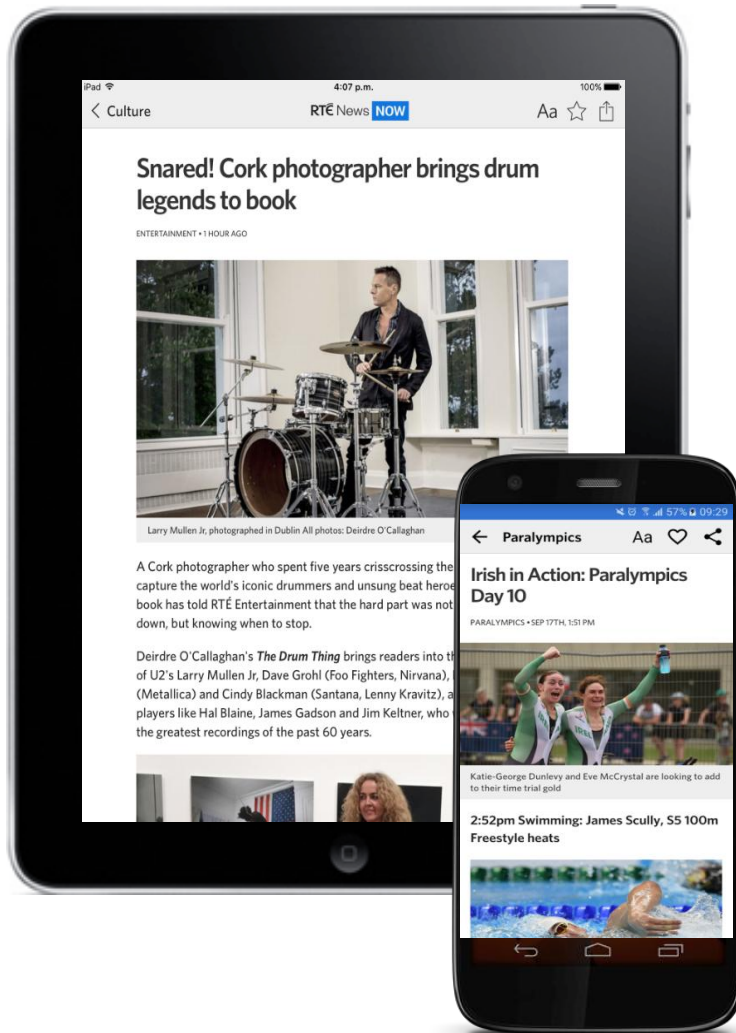 iPad
4:07 p.m.
100%
Culture
RTÉ News NOW
Aa
Snared! Cork photographer brings drum
legends to book
ENTERTAINMENT • 1 HOUR AGO
Larry Mullen Jr, photographed in Dublin All photos: Deirdre O'Callaghan
A Cork photographer who spent five years crisscrossing the
capture the world's iconic drummers and unsung beat
book has told RTÉ Entertainment that the hard part was not
down, but knowing when to stop.
Deirdre O'Callaghan's The Drum Thing brings readers into
of U2's Larry Mullen Jr, Dave Grohl (Foo Fighters, Nirvana),
(Metallica) and Cindy Blackman (Santana, Lenny Kravitz),
players like Hal Blaine, James Gadson and Jim Keltner, who
the greatest recordings of the past 60 years.
57% 09:29
Paralympics
Aa
Irish in Action: Paralympics
Day 10
PARALYMPICS • SEP 17TH, 1:51 PM
Katie-George Dunlevy and Eve McCrystal are looking to add
to their time trial gold
2:52pm Swimming: James Scully, S5 100m
Freestyle heats